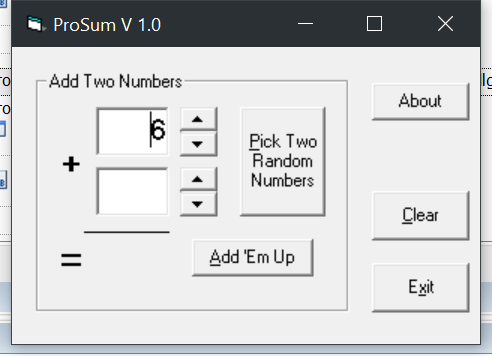 ProSum V 1.0
Add Two Numbers
6
+
=
Pick Two
Random
Numbers
Add 'Em Up
About
Clear
Exit